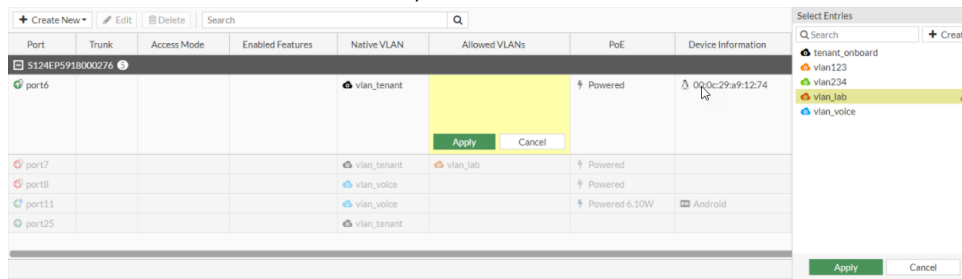 Create New Edit Delete Search
Port Trunk Access Mode Enabled Features Native VLAN Allowed VLANs PoE Device Information
S124EP5918000276 5
port6 vlan_tenant Powered 00:0c:29:a9:12:74
Apply Cancel
port7 vlan_tenant vlan_lab Powered
port8 vlan_voice Powered
port11 vlan_voice Powered 6.10W Android
port25 vlan_tenant
Select Entries
Search + Creat
tenant_onboard
vlan123
vlan234
vlan_lab
vlan_voice
Apply Cancel